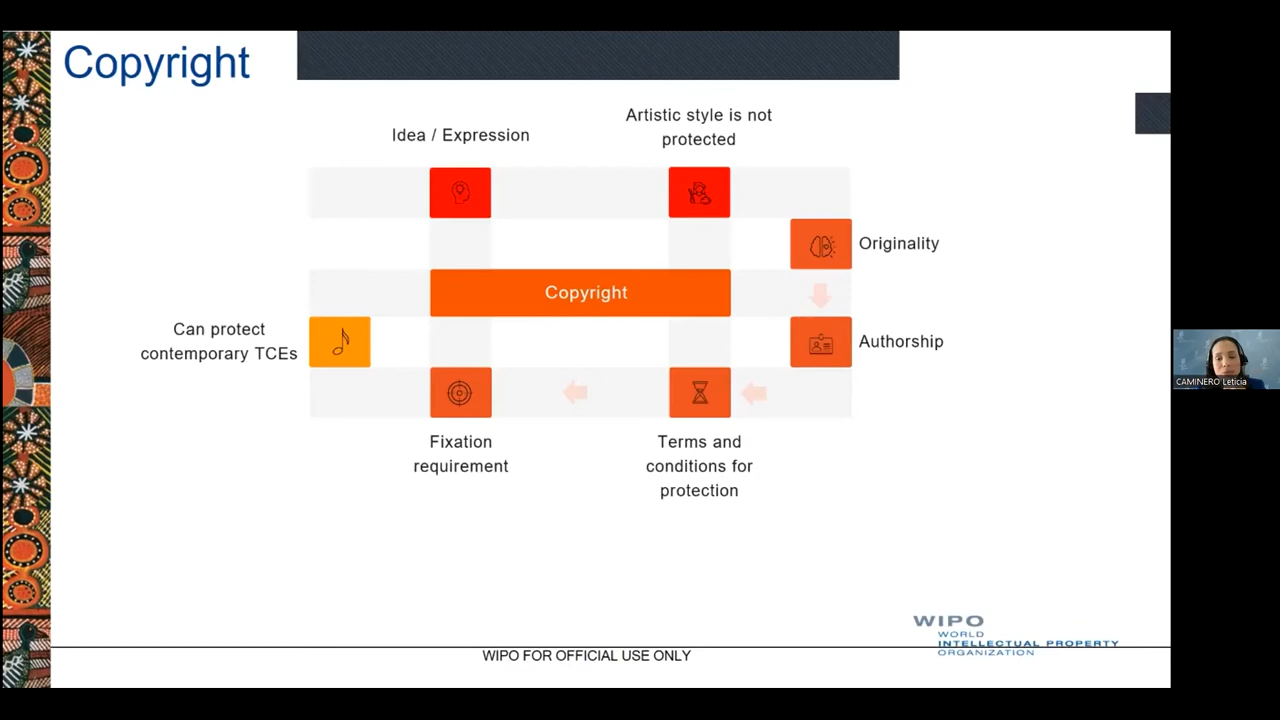 Copyright
Artistic style is not
protected
Idea / Expression
Originality
Copyright
Can protect
contemporary TCEs
Authorship
Fixation
requirement
Terms and
conditions for
protection
CAMINERO Leticia
WIPO
WORLD
INTELLECTUAL PROPERTY
ORGANIZATION
WIPO FOR OFFICIAL USE ONLY